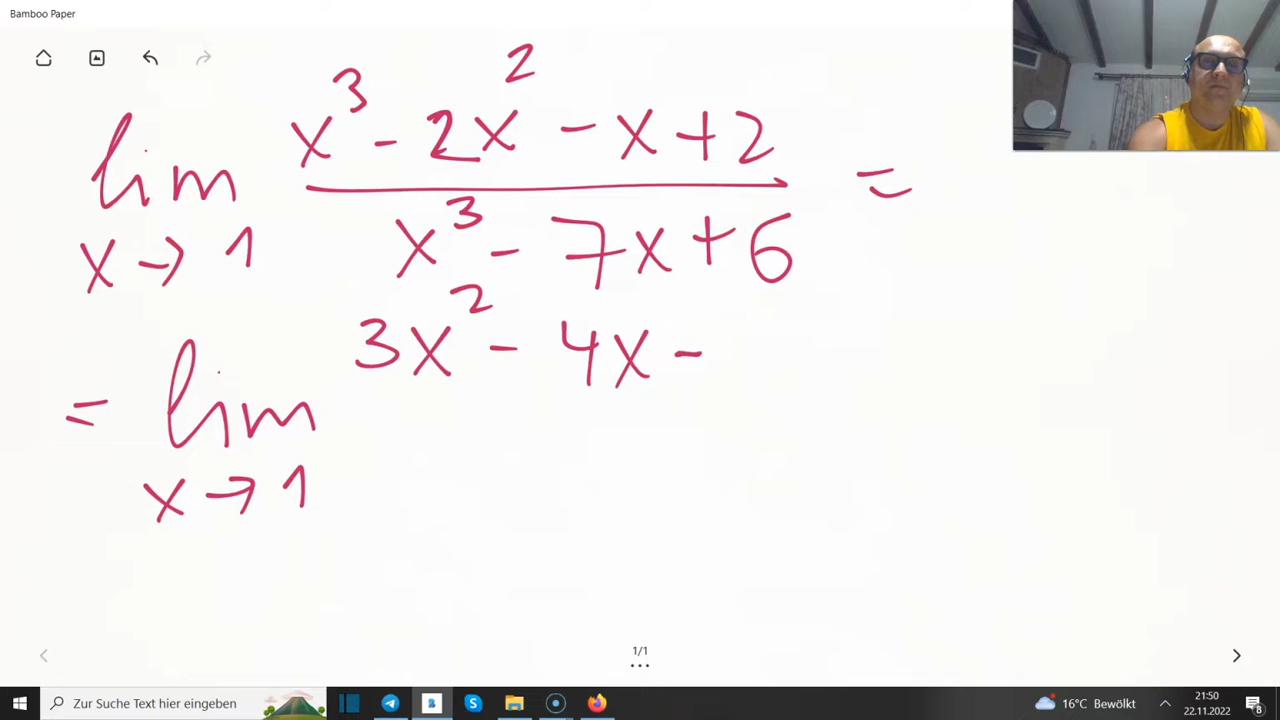 Bamboo Paper
lim x→1 x³ - 2x² - x + 2 =
x³ - 7x + 6
= lim x→1 3x² - 4x -
1/1
Zur Suche Text hier eingeben
16°C Bewölkt
21:50
22.11.2022
8